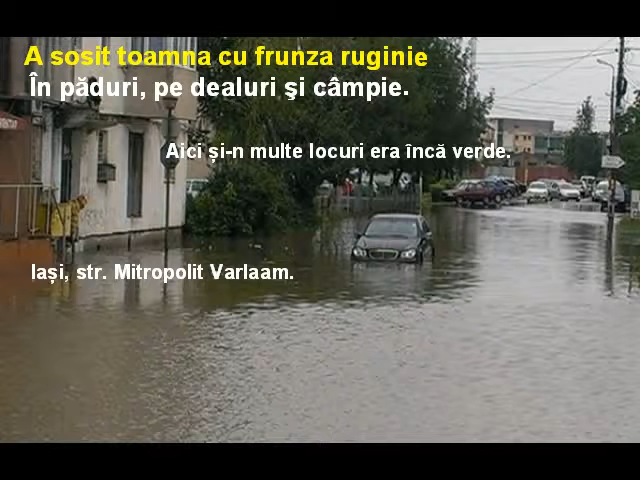 A sosit toamna cu frunza ruginie
În păduri, pe dealuri şi câmpie.
Aici și-n multe locuri era încă verde.
Iași, str. Mitropolit Varlaam.